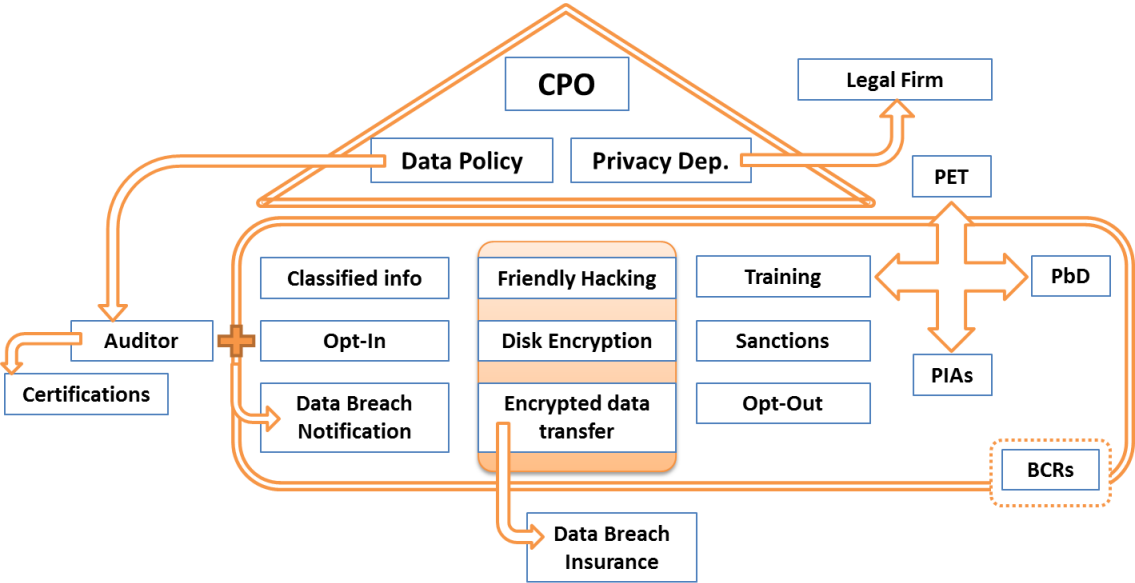 CPO
Legal Firm
Data Policy
Privacy Dep.
PET
Classified info
Friendly Hacking
Training
PbD
Auditor
Opt-In
Disk Encryption
Sanctions
PIAs
Certifications
Data Breach
Notification
Encrypted data
transfer
Opt-Out
BCRs
Data Breach
Insurance